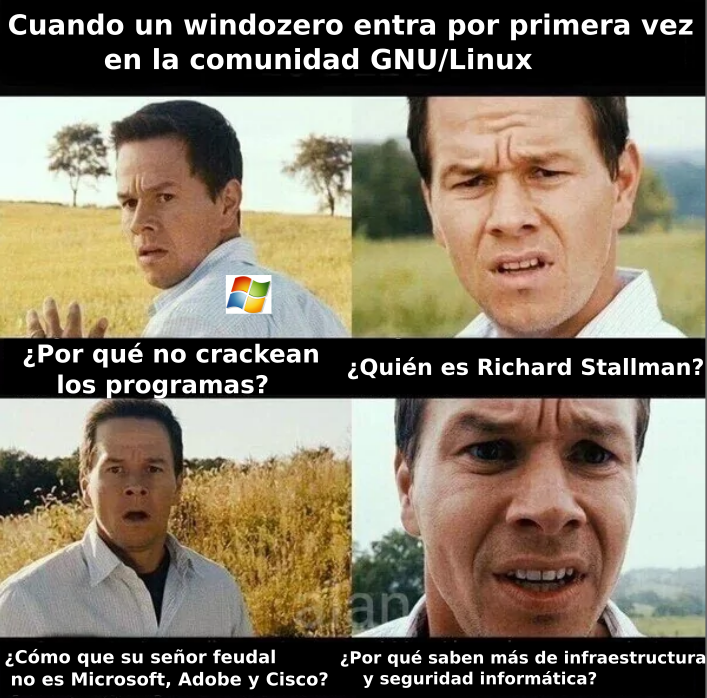 Cuando un windozero entra por primera vez
en la comunidad GNU/Linux
¿Por qué no crackean
los programas?
¿Quién es Richard Stallman?
¿Cómo que su señor feudal
no es Microsoft, Adobe y Cisco?
¿Por qué saben más de infraestructura
y seguridad informática?